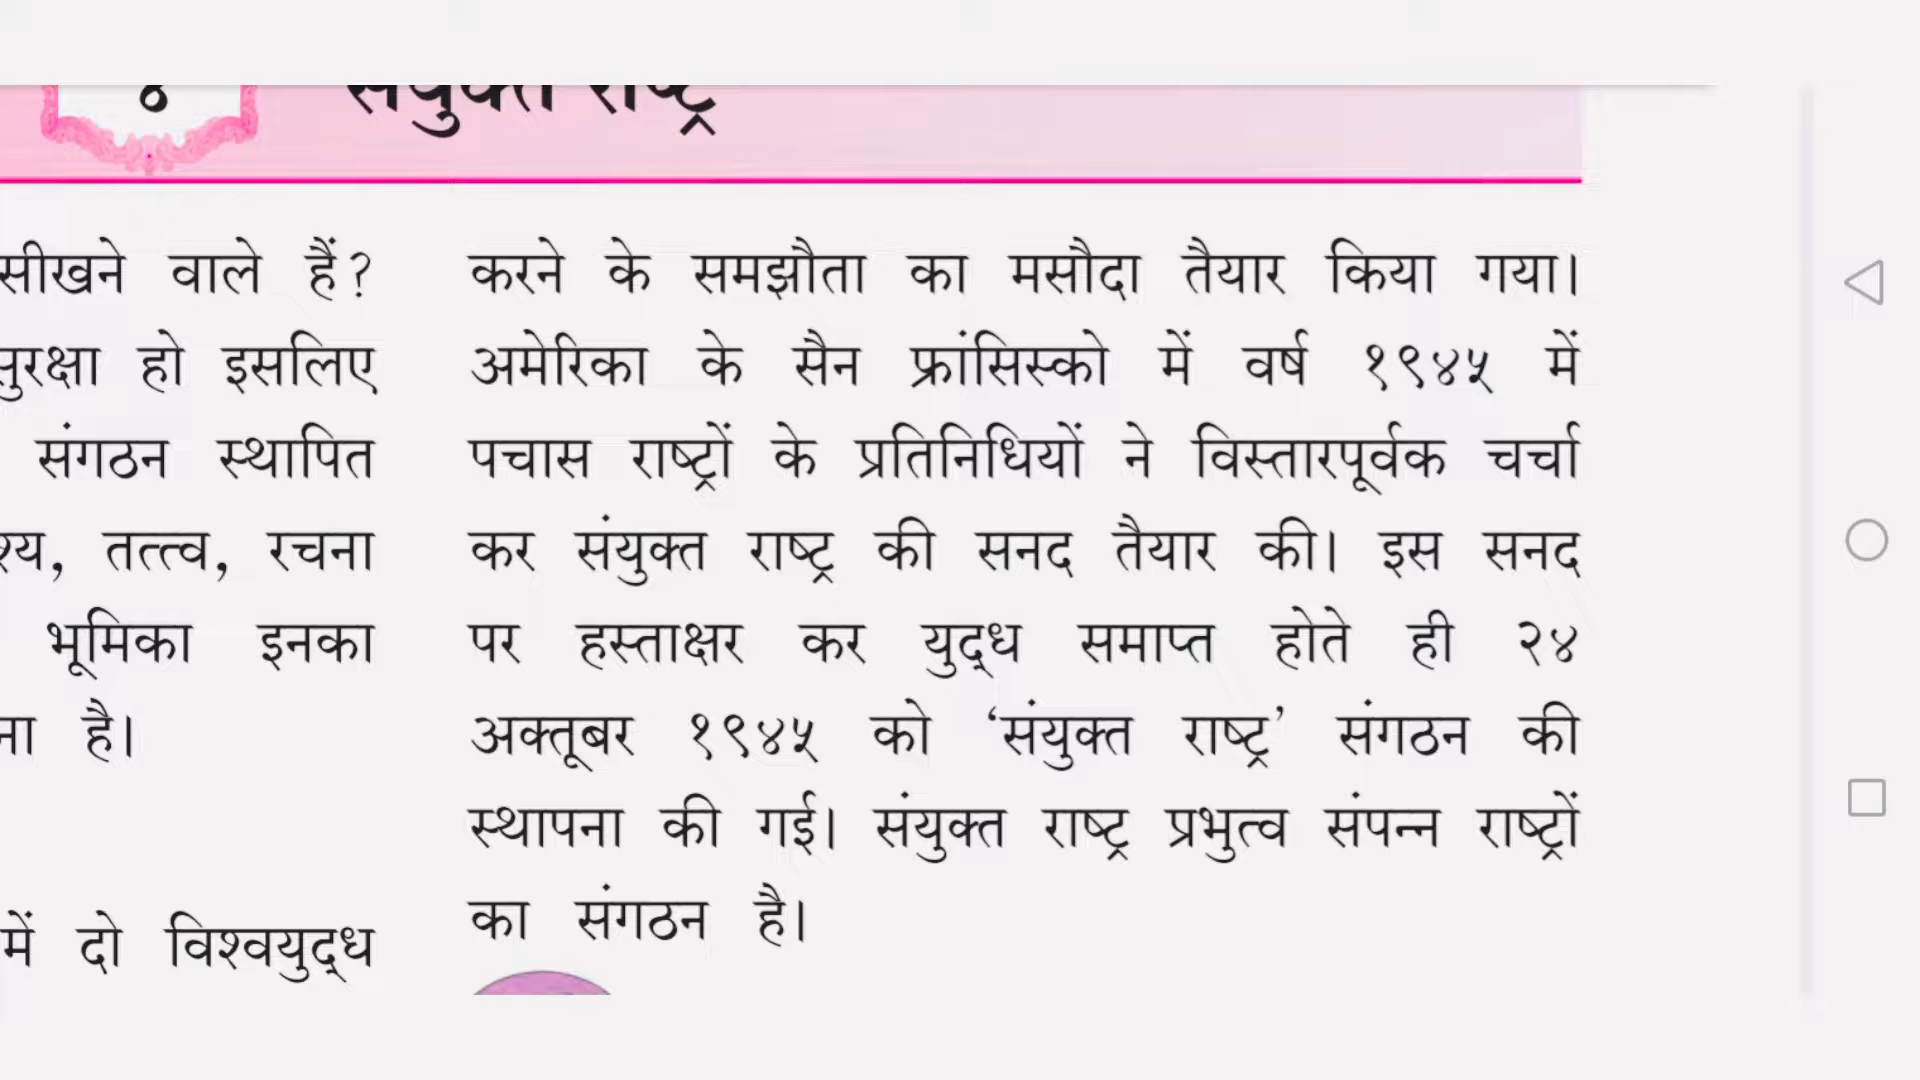 ४
संयुक्त राष्ट्र
सीखने वाले हैं?
सुरक्षा हो इसलिए
संगठन स्थापित
तत्त्व, रचना
भूमिका इनका
है।
में दो विश्वयुद्ध
करने के समझौता का मसौदा तैयार किया गया।
अमेरिका के सैन फ्रांसिस्को में वर्ष १९४५ में
पचास राष्ट्रों के प्रतिनिधियों ने विस्तारपूर्वक चर्चा
कर संयुक्त राष्ट्र की सनद तैयार की। इस सनद
पर हस्ताक्षर कर युद्ध समाप्त होते ही २४
अक्तूबर १९४५ को ‘संयुक्त राष्ट्र’ संगठन की
स्थापना की गई। संयुक्त राष्ट्र प्रभुत्व संपन्न राष्ट्रों
का संगठन है।